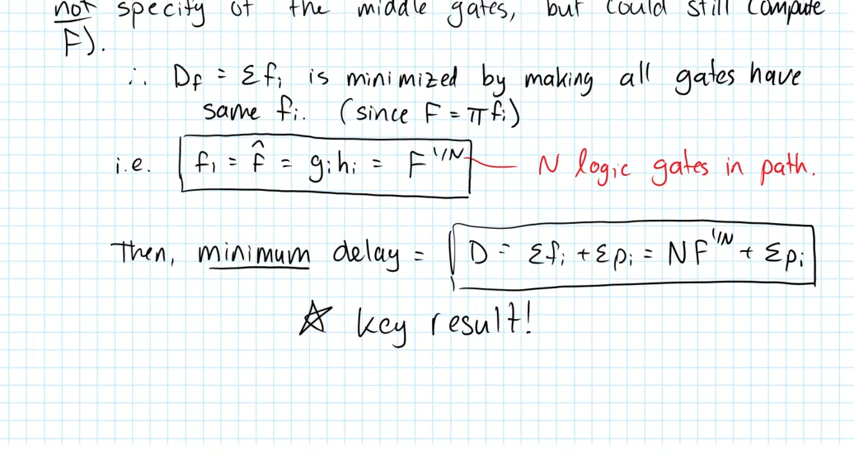 not specify of the middle gates, but could still compute
F).
∴ D_F = Σf_i is minimized by making all gates have
same f_i. (since F = πf_i)
i.e. f_i = f̂ = g_i h_i = F^1/N — N logic gates in path.
Then, minimum delay = D = Σf_i + Σp_i = NF^1/N + Σp_i
☆ key result!